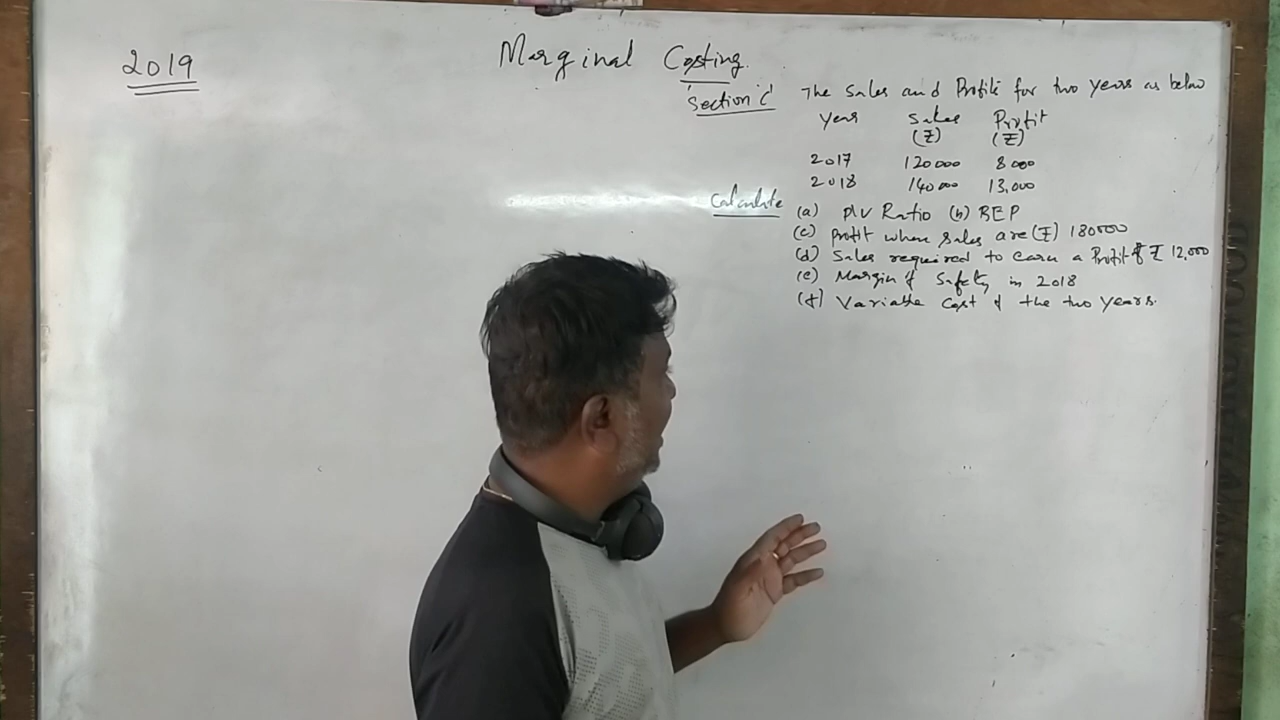 2019
Marginal Costing.
'Section C' The Sales and Profit for two years as below
Year Sales Profit
(₹) (₹)
2017 120000 8000
2018 140000 13,000
Calculate (a) P/V Ratio (b) BEP
(c) Profit when sales are (₹) 180000
(d) Sales required to earn a Profit of ₹ 12,000
(e) Margin of Safety in 2018
(f) Variable Cost of the two years.